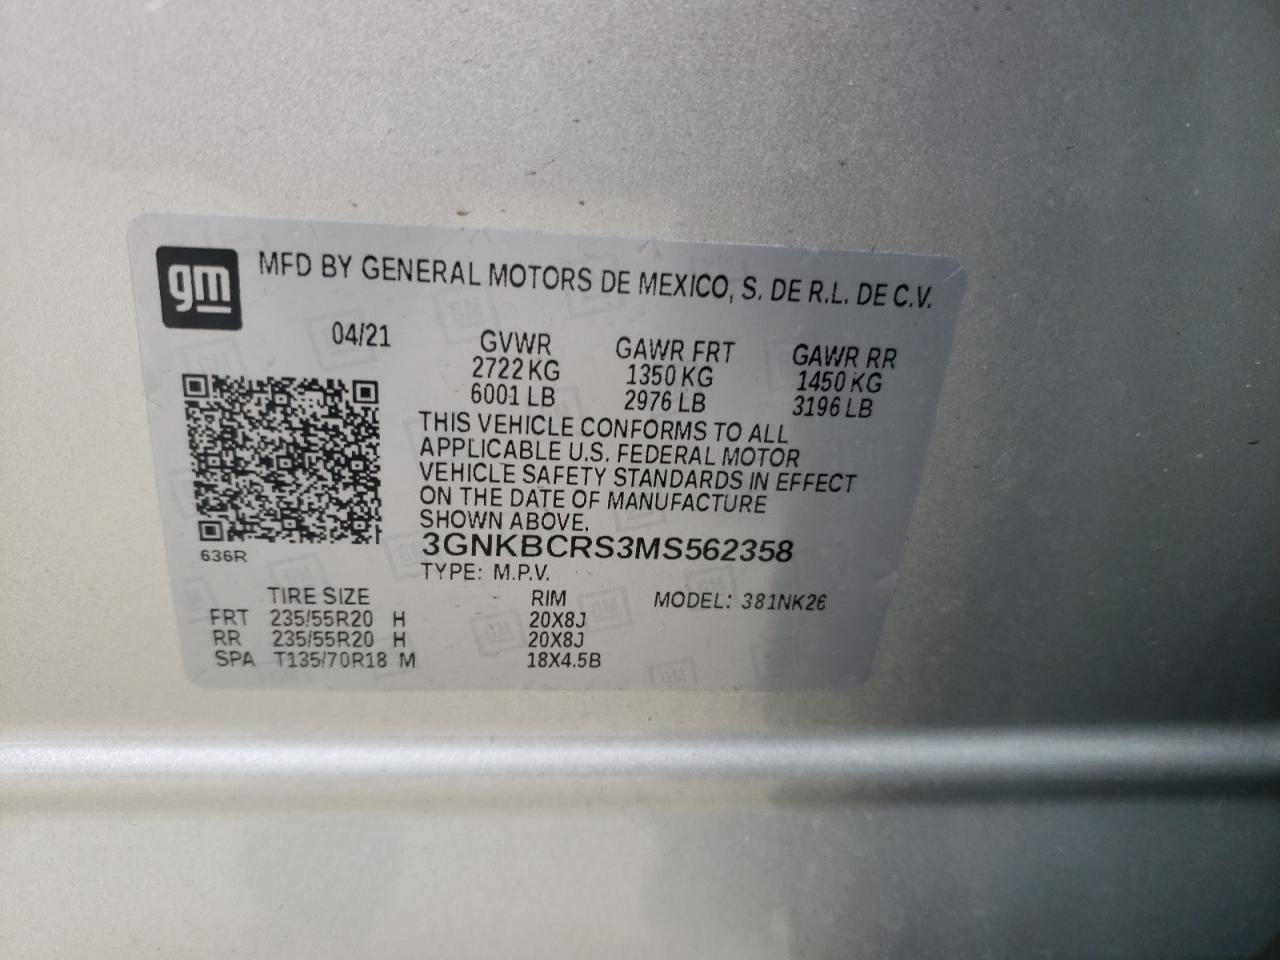 gm
MFD BY GENERAL MOTORS DE MEXICO, S. DE R.L. DE C.V.
04/21
GVWR GAWR FRT GAWR RR
2722 KG 1350 KG 1450 KG
6001 LB 2976 LB 3196 LB
THIS VEHICLE CONFORMS TO ALL
APPLICABLE U.S. FEDERAL MOTOR
VEHICLE SAFETY STANDARDS IN EFFECT
ON THE DATE OF MANUFACTURE
SHOWN ABOVE.
636R
3GNKBCRS3MS562358
TYPE: M.P.V.
TIRE SIZE RIM MODEL: 381NK26
FRT 235/55R20 H 20X8J
RR 235/55R20 H 20X8J
SPA T135/70R18 M 18X4.5B